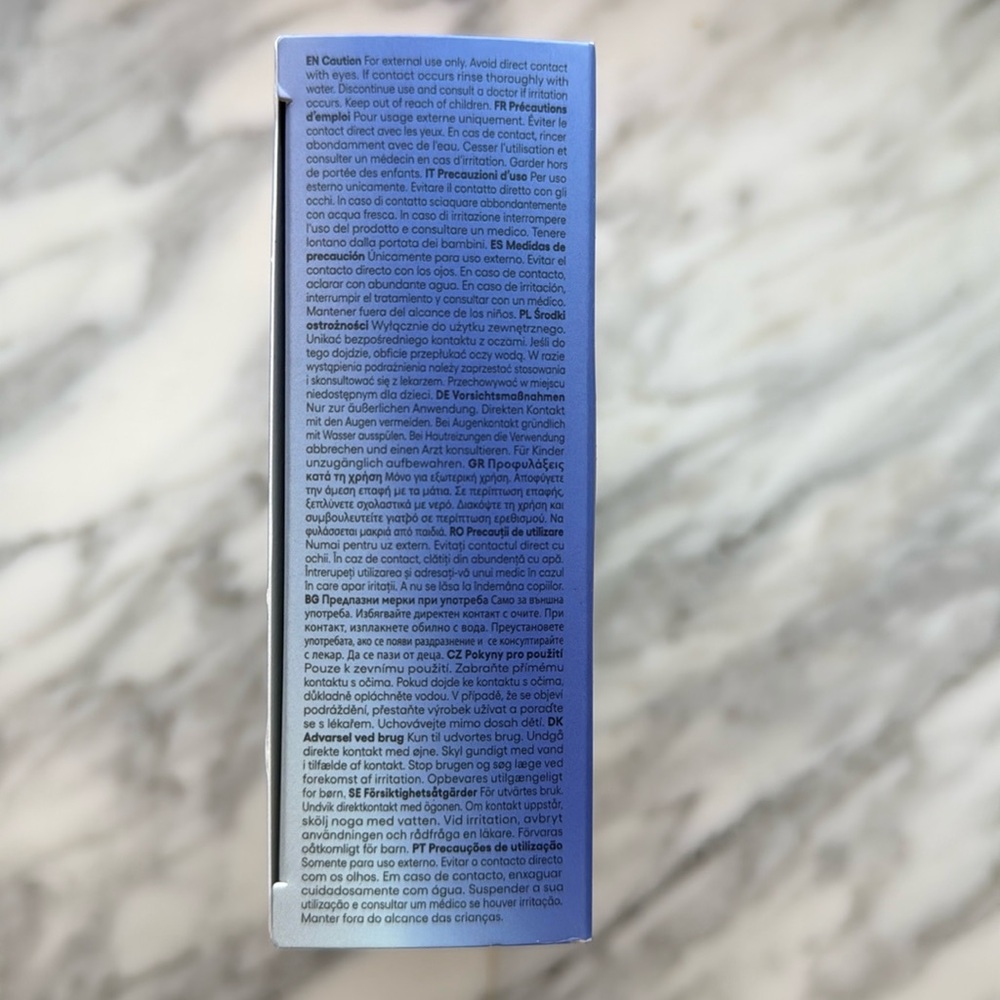 EN Caution For external use only. Avoid direct contact
with eyes. If contact occurs rinse thoroughly with
water. Discontinue use and consult a doctor if irritation
occurs. Keep out of reach of children. FR Précautions
d'emploi Pour usage externe uniquement. Éviter le
contact direct avec les yeux. En cas de contact, rincer
abondamment avec de l'eau. Cesser l'utilisation et
consulter un médecin en cas d'irritation. Garder hors
de portée des enfants. IT Precauzioni d'uso Per uso
esterno unicamente. Evitare il contatto diretto con gli
occhi. In caso di contatto sciaquare abbondantemente
con acqua fresca. In caso di irritazione interrompere
l'uso del prodotto e consultare un medico. Tenere
lontano dalla portata dei bambini. ES Medidas de
precaución Únicamente para uso externo. Evitar el
contacto directo con los ojos. En caso de contacto,
aclarar con abundante agua. En caso de irritación,
interrumpir el tratamiento y consultar con un médico.
Mantener fuera del alcance de los niños. PL Środki
ostrożności Wyłącznie do użytku zewnętrznego.
Unikać bezpośredniego kontaktu z oczami. Jeśli do
tego dojdzie, obficie przepłukać oczy wodą. W razie
wystąpienia podrażnienia należy zaprzestać stosowania
i skonsultować się z lekarzem. Przechowywać w miejscu
niedostępnym dla dzieci. DE Vorsichtsmaßnahmen
Nur zur äußerlichen Anwendung. Direkten Kontakt
mit den Augen vermeiden. Bei Augenkontakt gründlich
mit Wasser ausspülen. Bei Hautreizungen die Verwendung
abbrechen und einen Arzt konsultieren. Für Kinder
unzugänglich aufbewahren. GR Προφυλάξεις
κατά τη χρήση Μόνο για εξωτερική χρήση. Αποφύγετε
την άμεση επαφή με τα μάτια. Σε περίπτωση επαφής,
ξεπλύνετε σχολαστικά με νερό. Διακόψτε τη χρήση και
συμβουλευτείτε γιατρό σε περίπτωση ερεθισμού. Να
φυλάσσεται μακριά από παιδιά. RO Precauții de utilizare
Numai pentru uz extern. Evitați contactul direct cu
ochii. În caz de contact, clătiți din abundență cu apă.
Întrerupeți utilizarea și adresați-vă unui medic în cazul
în care apar iritații. A nu se lăsa la îndemâna copiilor.
BG Предпазни мерки при употреба Само за външна
употреба. Избягвайте директен контакт с очите. При
контакт, изплакнете обилно с вода. Преустановете
употребата, ако се появи раздразнение и се консултирайте
с лекар. Да се пази от деца. CZ Pokyny pro použití
Pouze k zevnímu použití. Zabraňte přímému
kontaktu s očima. Pokud dojde ke kontaktu s očima,
důkladně opláchněte vodou. V případě, že se objeví
podráždění, přestaňte výrobek užívat a poraďte
se s lékařem. Uchovávejte mimo dosah dětí. DK
Advarsel ved brug Kun til udvortes brug. Undgå
direkte kontakt med øjne. Skyl gundigt med vand
i tilfælde af kontakt. Stop brugen og søg læge ved
forekomst af irritation. Opbevares utilgængeligt
for børn. SE Försiktighetsåtgärder För utvärtes bruk.
Undvik direktkontakt med ögonen. Om kontakt uppstår,
skölj noga med vatten. Vid irritation, avbryt
användningen och rådfråga en läkare. Förvaras
oåtkomligt för barn. PT Precauções de utilização
Somente para uso externo. Evitar o contacto directo
com os olhos. Em caso de contacto, enxaguar
cuidadosamente com água. Suspender a sua
utilização e consultar um médico se houver irritação.
Manter fora do alcance das crianças.